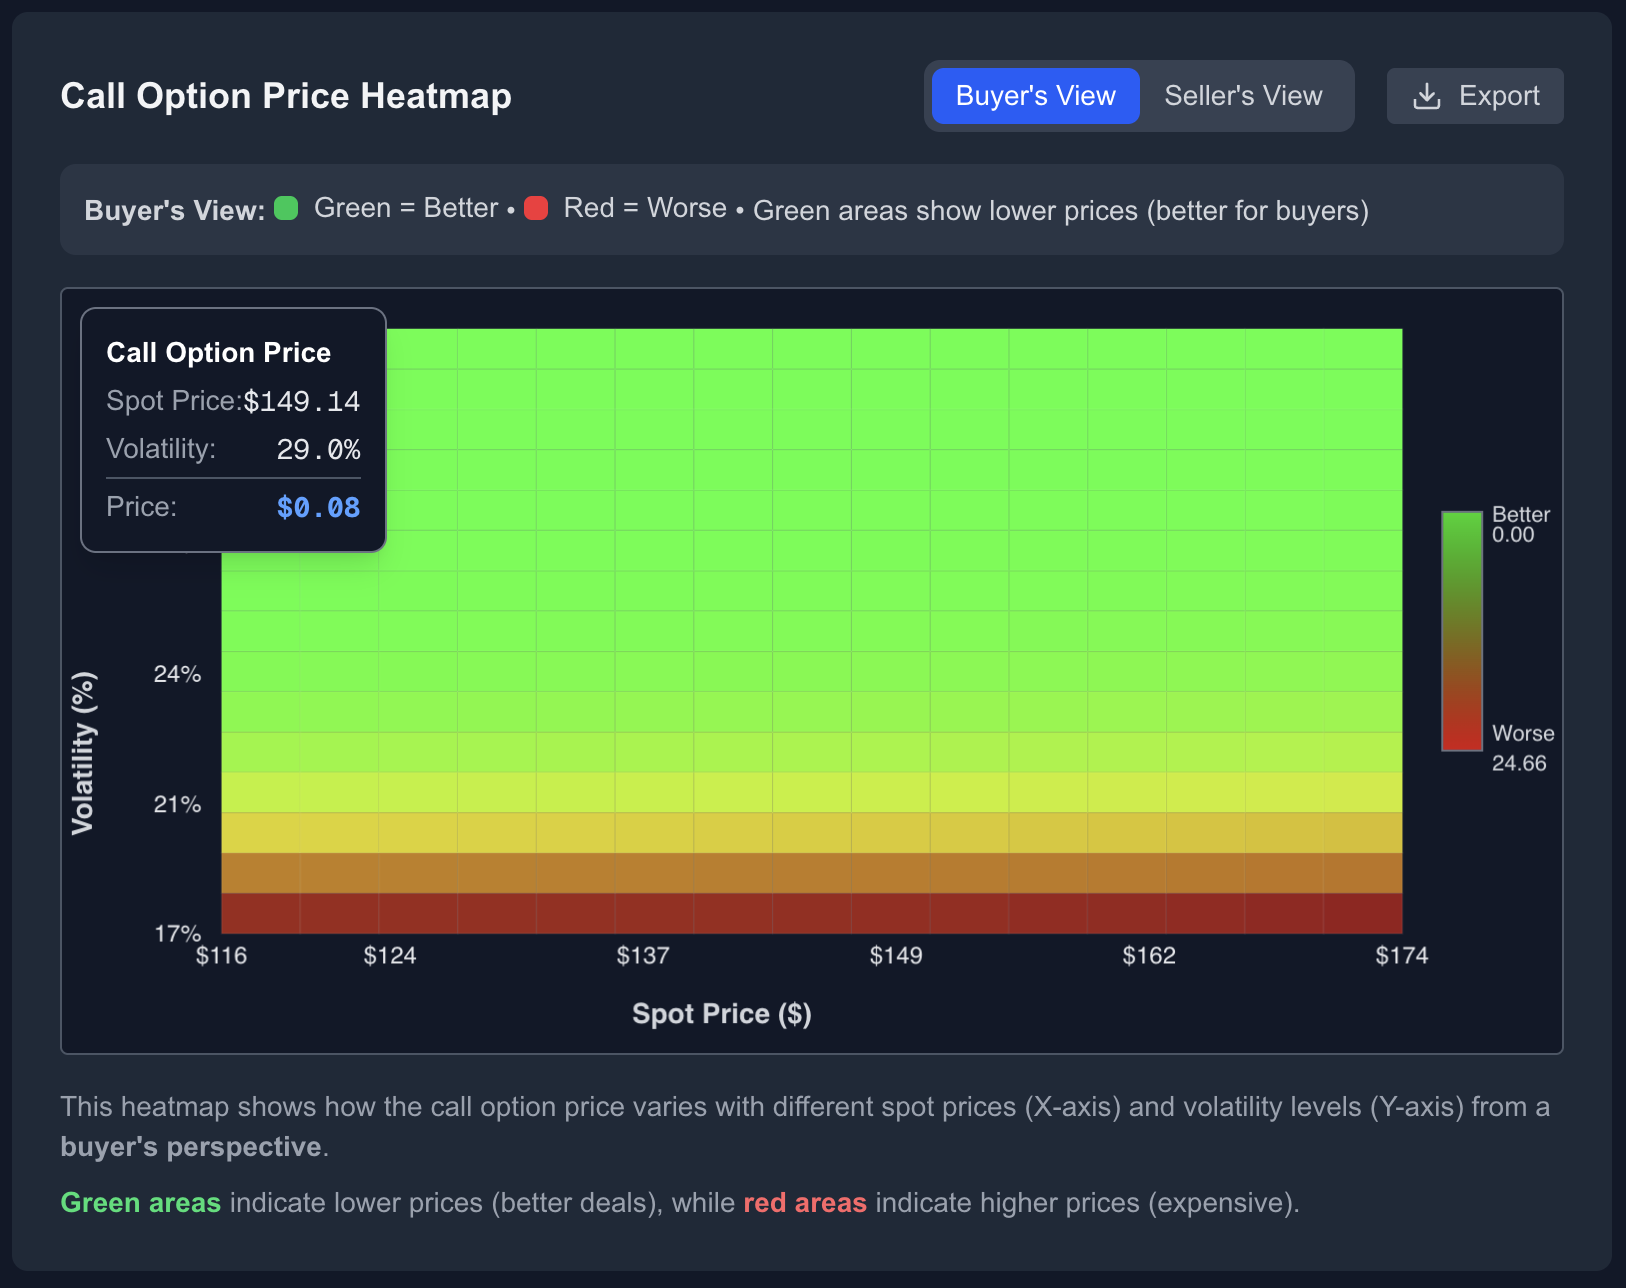 Call Option Price Heatmap
Buyer's View
Seller's View
Export
Buyer's View: Green = Better • Red = Worse • Green areas show lower prices (better for buyers)
Call Option Price
Spot Price:$149.14
Volatility: 29.0%
Price: $0.08
Better
0.00
Worse
24.66
Volatility (%)
24%
21%
17%
$116 $124 $137 $149 $162 $174
Spot Price ($)
This heatmap shows how the call option price varies with different spot prices (X-axis) and volatility levels (Y-axis) from a
buyer's perspective.
Green areas indicate lower prices (better deals), while red areas indicate higher prices (expensive).